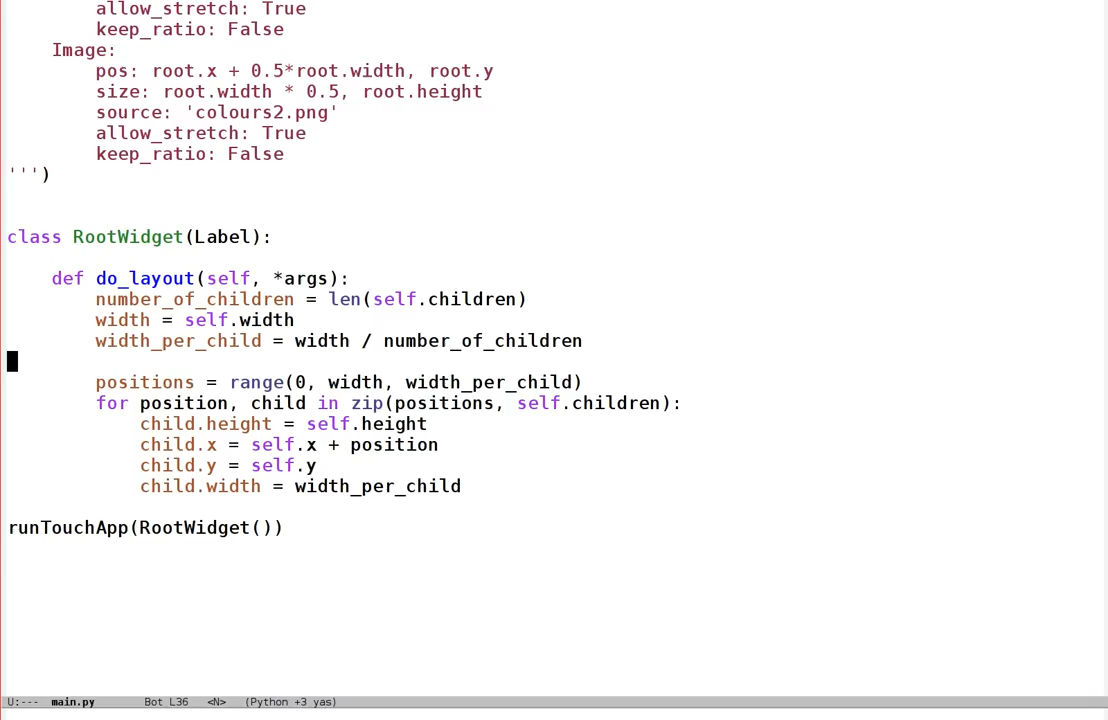 allow_stretch: True
keep_ratio: False
Image:
pos: root.x + 0.5*root.width, root.y
size: root.width * 0.5, root.height
source: 'colours2.png'
allow_stretch: True
keep_ratio: False
''')
class RootWidget(Label):
def do_layout(self, *args):
number_of_children = len(self.children)
width = self.width
width_per_child = width / number_of_children
positions = range(0, width, width_per_child)
for position, child in zip(positions, self.children):
child.height = self.height
child.x = self.x + position
child.y = self.y
child.width = width_per_child
runTouchApp(RootWidget())
U:--- main.py Bot L36 <N> (Python +3 yas)